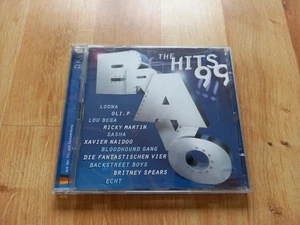 THE HITS 99
BRAVO
LOONA
OLI.P
LOU BEGA
RICKY MARTIN
SASHA
XAVIER NAIDOO
BLOODHOUND GANG
DIE FANTASTISCHEN VIER
BACKSTREET BOYS
BRITNEY SPEARS
ECHT